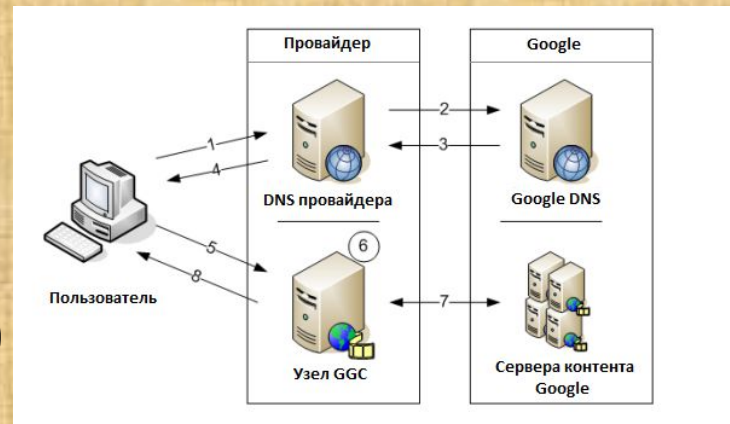 Провайдер
Google
1
2
3
4
DNS провайдера
Google DNS
5
6
7
8
Пользователь
Узел GGC
Сервера контента
Google